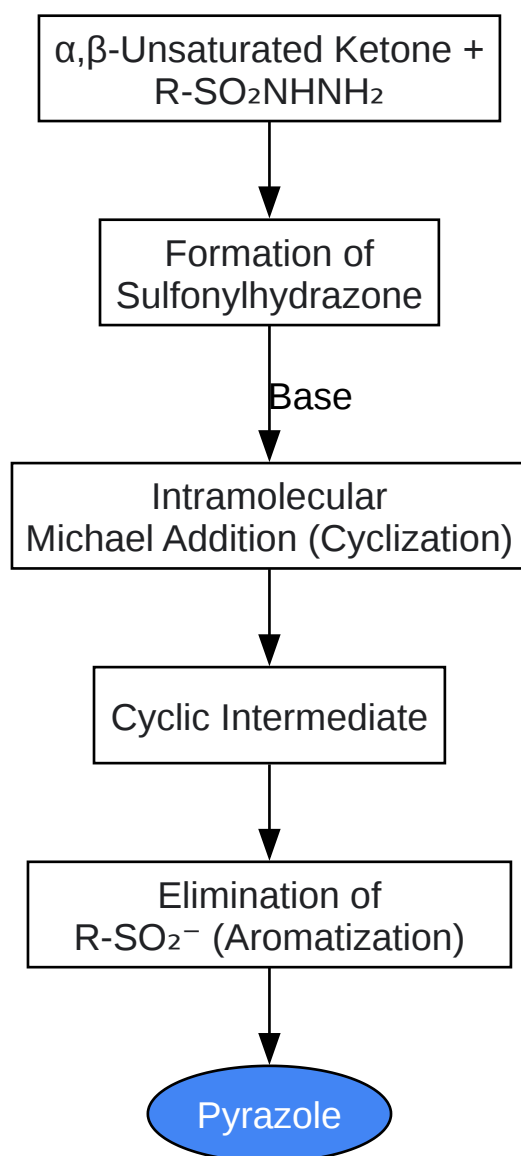 α,β-Unsaturated Ketone +
R-SO₂NHNH₂
Formation of
Sulfonylhydrazone
Base
Intramolecular
Michael Addition (Cyclization)
Cyclic Intermediate
Elimination of
R-SO₂⁻ (Aromatization)
Pyrazole